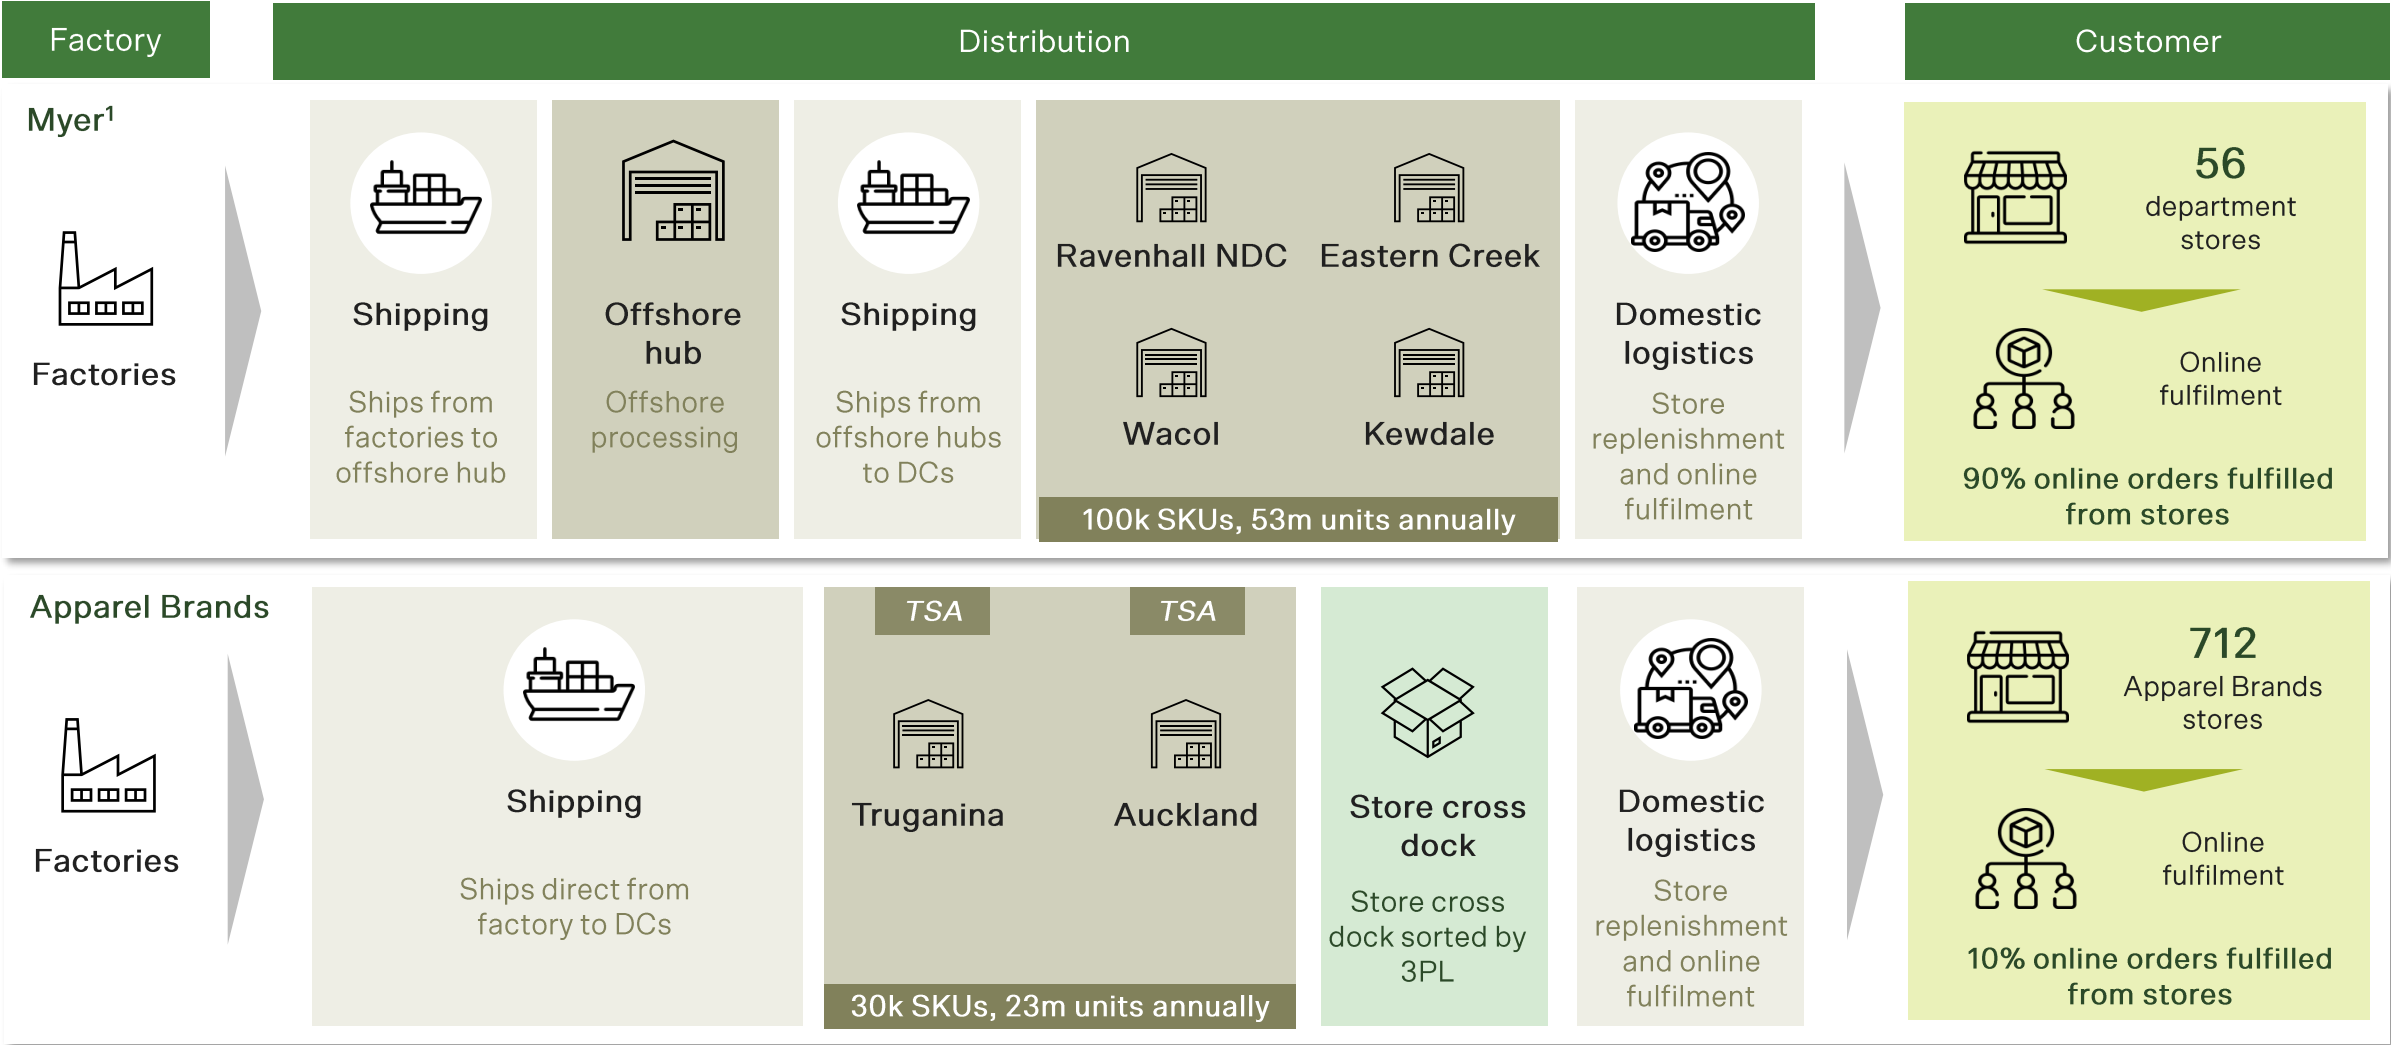 Factory
Distribution
Customer
Myer¹
Factories
Shipping
Ships from
factories to
offshore hub
Offshore
hub
Offshore
processing
Shipping
Ships from
offshore hubs
to DCs
Ravenhall NDC
Eastern Creek
Wacol
Kewdale
100k SKUs, 53m units annually
Domestic
logistics
Store
replenishment
and online
fulfilment
56
department
stores
Online
fulfilment
90% online orders fulfilled
from stores
Apparel Brands
Factories
Shipping
Ships direct from
factory to DCs
TSA
TSA
Truganina
Auckland
30k SKUs, 23m units annually
Store cross
dock
Store cross
dock sorted by
3PL
Domestic
logistics
Store
replenishment
and online
fulfilment
712
Apparel Brands
stores
Online
fulfilment
10% online orders fulfilled
from stores